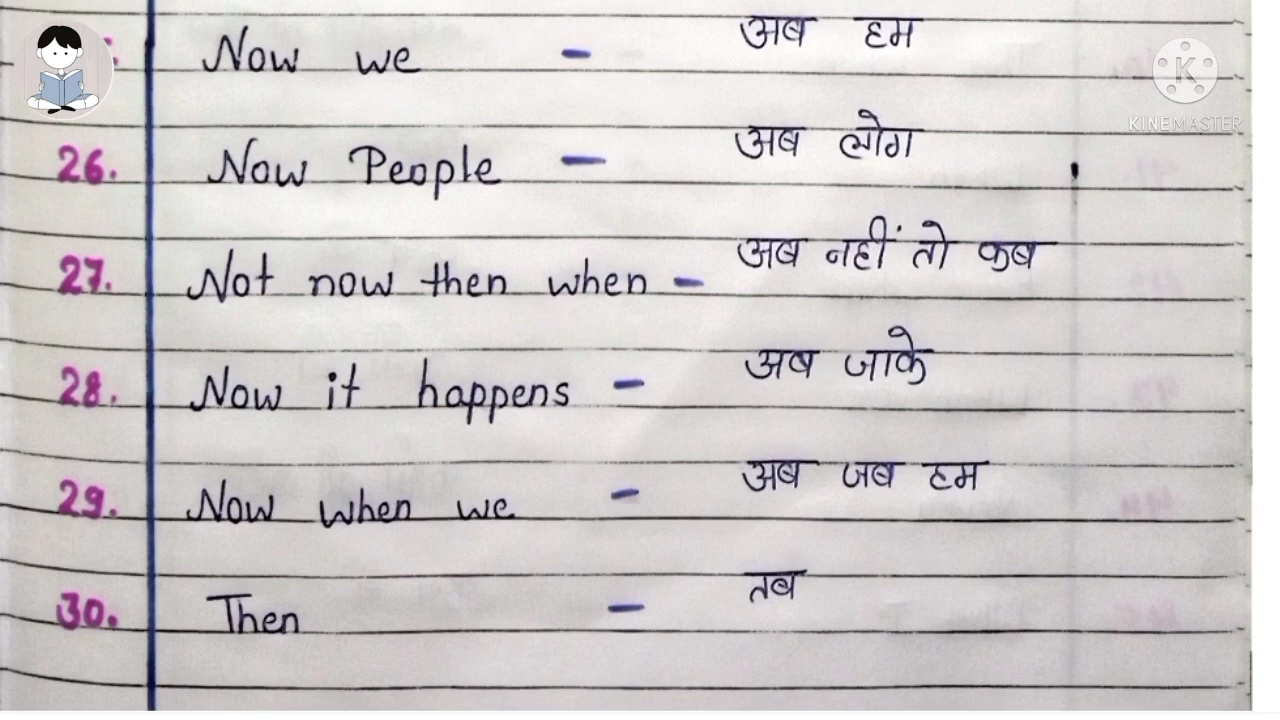 Now we - अब हम
26. Now People - अब लोग
27. Not now then when - अब नहीं तो कब
28. Now it happens - अब जाके
29. Now when we - अब जब हम
30. Then - तब
K
KINEMASTER